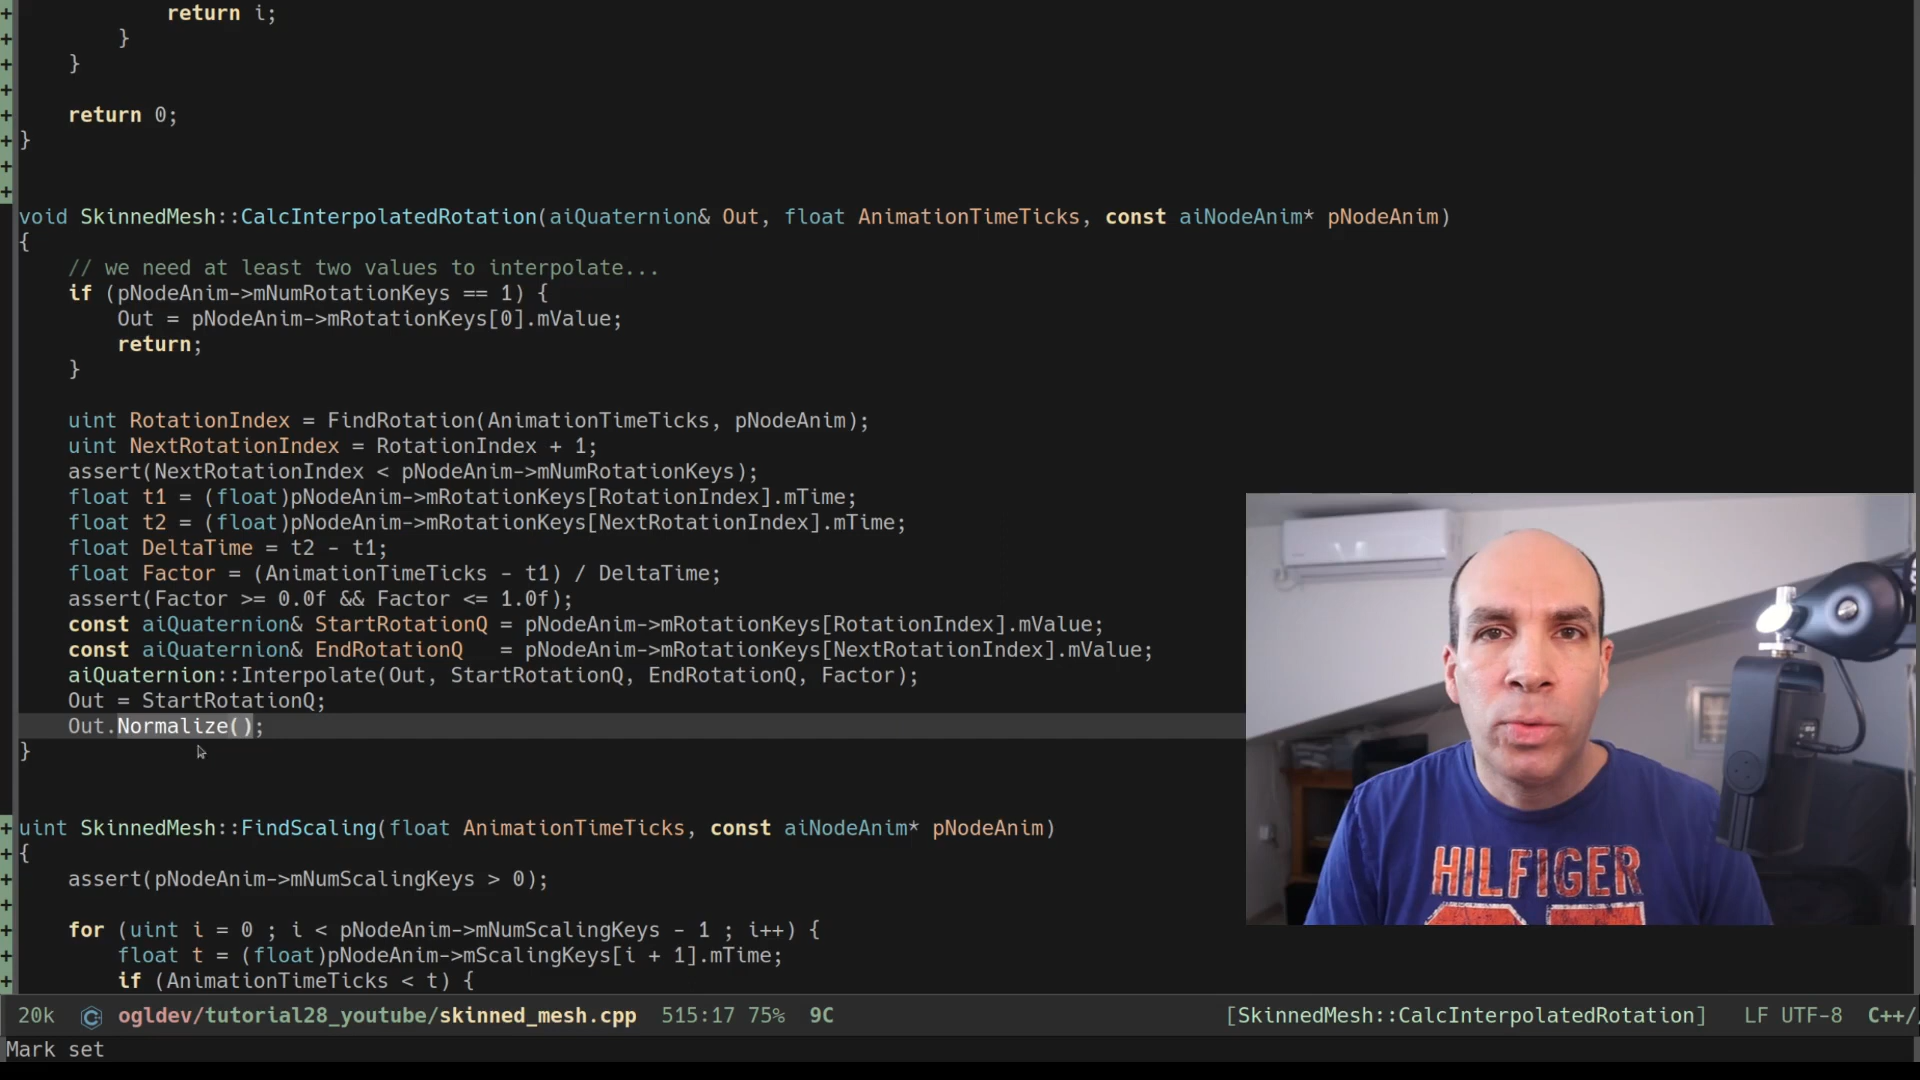 return i;
}
}
return 0;
}
void SkinnedMesh::CalcInterpolatedRotation(aiQuaternion& Out, float AnimationTimeTicks, const aiNodeAnim* pNodeAnim)
{
// we need at least two values to interpolate...
if (pNodeAnim->mNumRotationKeys == 1) {
Out = pNodeAnim->mRotationKeys[0].mValue;
return;
}
uint RotationIndex = FindRotation(AnimationTimeTicks, pNodeAnim);
uint NextRotationIndex = RotationIndex + 1;
assert(NextRotationIndex < pNodeAnim->mNumRotationKeys);
float t1 = (float)pNodeAnim->mRotationKeys[RotationIndex].mTime;
float t2 = (float)pNodeAnim->mRotationKeys[NextRotationIndex].mTime;
float DeltaTime = t2 - t1;
float Factor = (AnimationTimeTicks - t1) / DeltaTime;
assert(Factor >= 0.0f && Factor <= 1.0f);
const aiQuaternion& StartRotationQ = pNodeAnim->mRotationKeys[RotationIndex].mValue;
const aiQuaternion& EndRotationQ   = pNodeAnim->mRotationKeys[NextRotationIndex].mValue;
aiQuaternion::Interpolate(Out, StartRotationQ, EndRotationQ, Factor);
Out = StartRotationQ;
Out.Normalize();
}
uint SkinnedMesh::FindScaling(float AnimationTimeTicks, const aiNodeAnim* pNodeAnim)
{
assert(pNodeAnim->mNumScalingKeys > 0);
for (uint i = 0 ; i < pNodeAnim->mNumScalingKeys - 1 ; i++) {
float t = (float)pNodeAnim->mScalingKeys[i + 1].mTime;
if (AnimationTimeTicks < t) {
HILFIGER
20k ogldev/tutorial28_youtube/skinned_mesh.cpp 515:17 75% 9C [SkinnedMesh::CalcInterpolatedRotation] LF UTF-8 C++/
Mark set